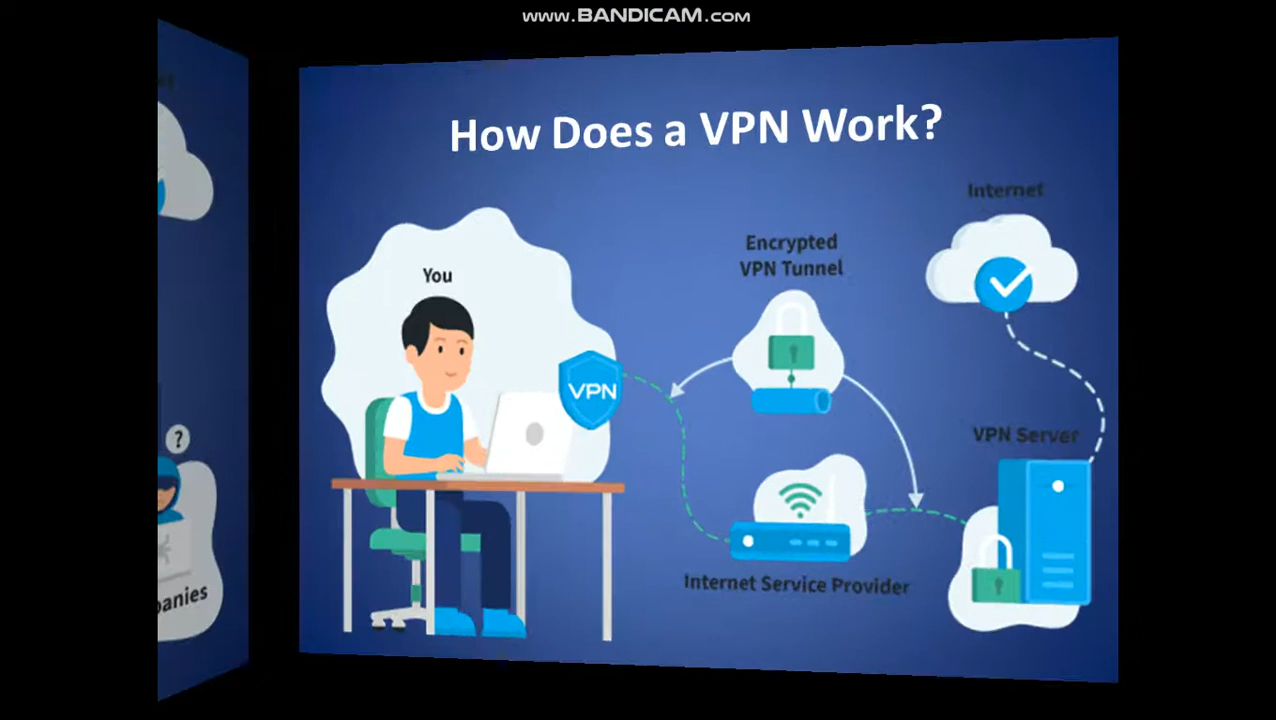 www.BANDICAM.com
How Does a VPN Work?
Internet
Encrypted
VPN Tunnel
You
VPN
VPN Server
?
Internet Service Provider
panies